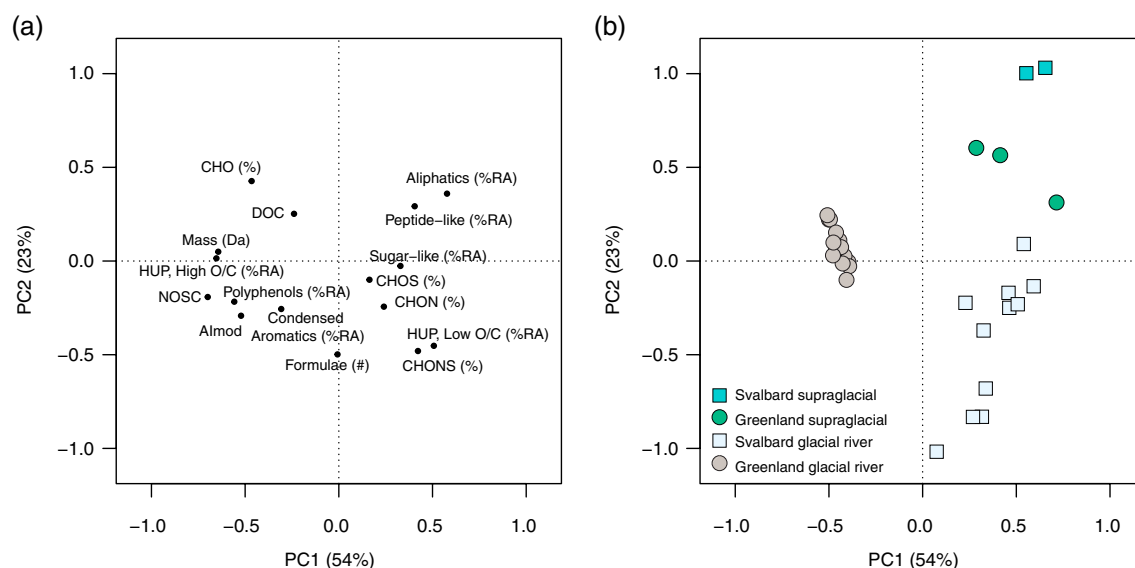 (a)
1.0
0.5
0.0
−0.5
−1.0
PC2 (23%)
CHO (%)
DOC
Aliphatics (%RA)
Peptide−like (%RA)
Mass (Da)
HUP, High O/C (%RA)
Sugar−like (%RA)
CHOS (%)
NOSC
Polyphenols (%RA)
CHON (%)
AImod
Condensed
Aromatics (%RA)
HUP, Low O/C (%RA)
Formulae (#)
CHONS (%)
−1.0 −0.5 0.0 0.5 1.0
PC1 (54%)
(b)
1.0
0.5
0.0
−0.5
−1.0
PC2 (23%)
Svalbard supraglacial
Greenland supraglacial
Svalbard glacial river
Greenland glacial river
−1.0 −0.5 0.0 0.5 1.0
PC1 (54%)